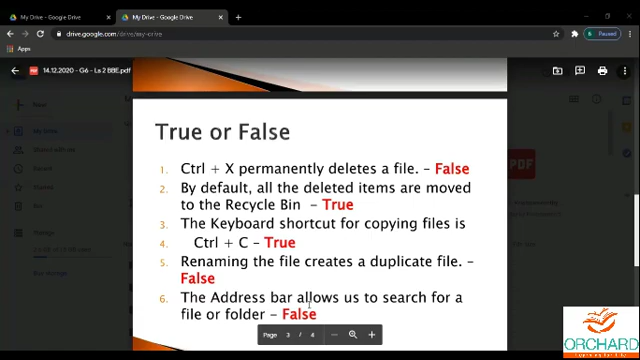 My Drive - Google Drive
My Drive - Google Drive
drive.google.com/drive/my-drive
Paused
Apps
14.12.2020 - G6 - Ls 2 BBE.pdf
My Drive
True or False
1. Ctrl + X permanently deletes a file. – False
2. By default, all the deleted items are moved
to the Recycle Bin – True
3. The Keyboard shortcut for copying files is
4. Ctrl + C – True
5. Renaming the file creates a duplicate file. –
False
6. The Address bar allows us to search for a
file or folder – False
Page 3 / 4
ORCHARD